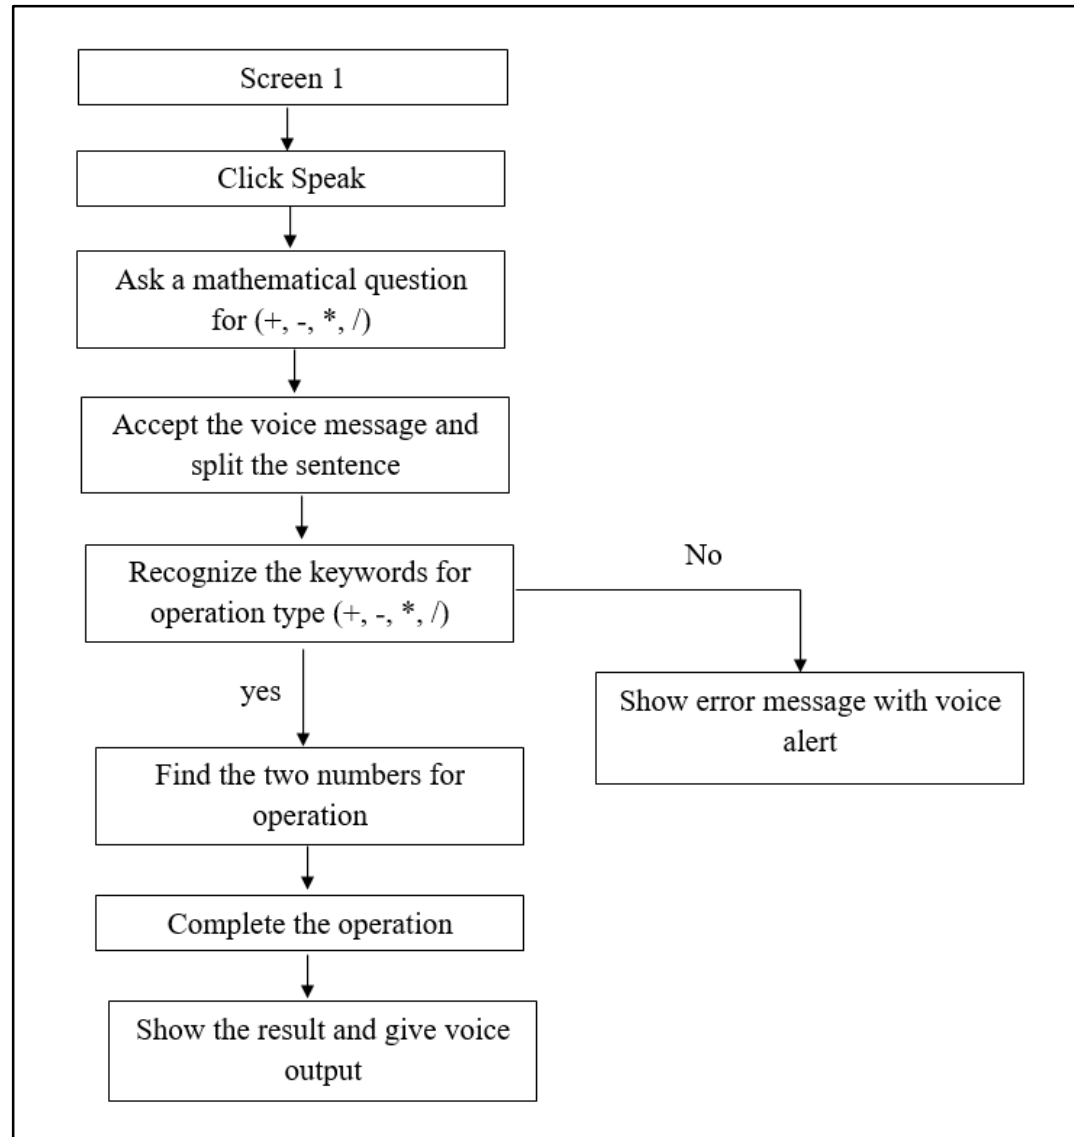 Screen 1
Click Speak
Ask a mathematical question
for (+, -, *, /)
Accept the voice message and
split the sentence
Recognize the keywords for
operation type (+, -, *, /)
No
yes
Show error message with voice
alert
Find the two numbers for
operation
Complete the operation
Show the result and give voice
output